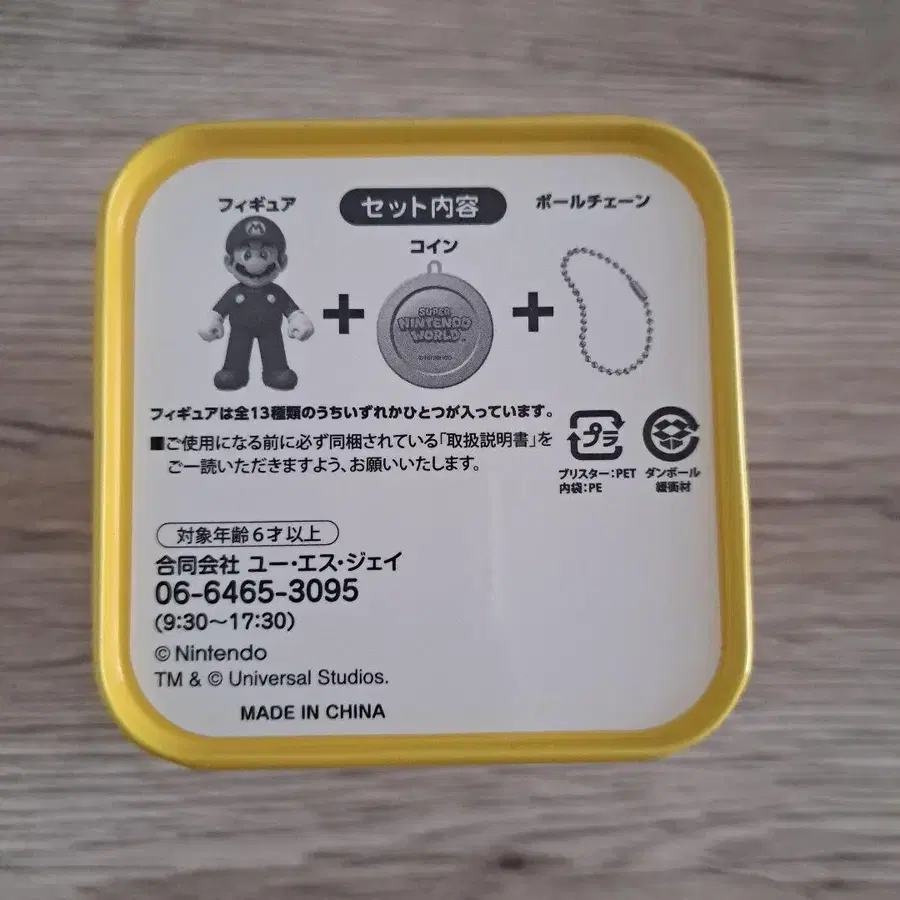 フィギュア
セット内容
ボールチェーン
コイン
M
SUPER
NINTENDO
WORLD™
©Nintendo
フィギュアは全13種類のうちいずれかひとつが入っています。
■ご使用になる前に必ず同梱されている「取扱説明書」を
ご一読いただきますよう、お願いいたします。
プラ
ブリスター：PET
内袋：PE
ダンボール
緩衝材
対象年齢6才以上
合同会社 ユー・エス・ジェイ
06-6465-3095
(9:30〜17:30)
© Nintendo
TM & © Universal Studios.
MADE IN CHINA